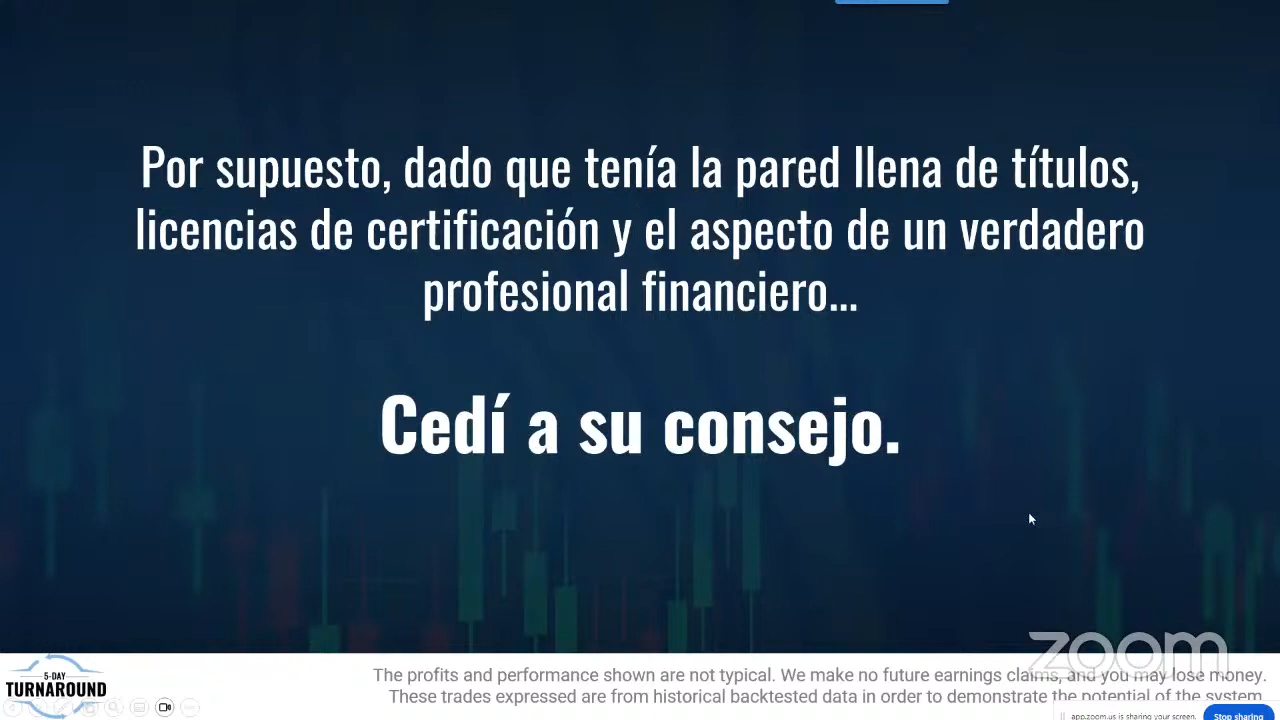 Por supuesto, dado que tenía la pared llena de títulos,
licencias de certificación y el aspecto de un verdadero
profesional financiero...
Cedí a su consejo.
zoom
5-DAY
TURNAROUND
The profits and performance shown are not typical. We make no future earnings claims, and you may lose money.
These trades expressed are from historical backtested data in order to demonstrate the potential of the system
app.zoom.us is sharing your screen.
Stop sharing